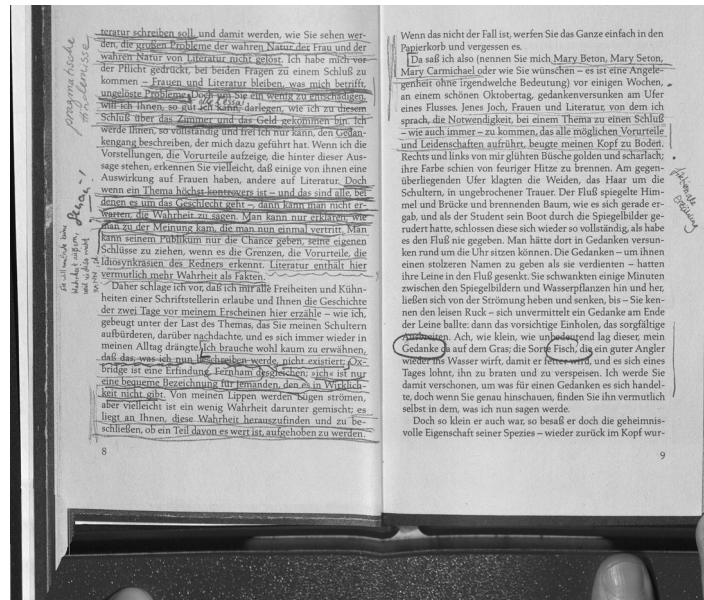 teratur schreiben soll, und damit werden, wie Sie sehen wer-
den, die großen Probleme der wahren Natur der Frau und der
wahren Natur von Literatur nicht gelöst. Ich habe mich vor
der Pflicht gedrückt, bei beiden Fragen zu einem Schluß zu
kommen – Frauen und Literatur bleiben, was mich betrifft,
ungelöste Probleme. Doch um Sie ein wenig zu entschädigen,
will ich Ihnen, so gut ich kann, darlegen, wie ich zu diesem
Schluß über das Zimmer und das Geld gekommen bin. Ich
werde Ihnen, so vollständig und frei ich nur kann, den Gedan-
kengang beschreiben, der mich dazu geführt hat. Wenn ich die
Vorstellungen, die Vorurteile aufzeige, die hinter dieser Aus-
sage stehen, erkennen Sie vielleicht, daß einige von ihnen eine
Auswirkung auf Frauen haben, andere auf Literatur. Doch
wenn ein Thema höchst kontrovers ist – und das sind alle, bei
denen es um das Geschlecht geht –, dann kann man nicht er-
warten, die Wahrheit zu sagen. Man kann nur erklären, wie
man zu der Meinung kam, die man nun einmal vertritt. Man
kann seinem Publikum nur die Chance geben, seine eigenen
Schlüsse zu ziehen, wenn es die Grenzen, die Vorurteile, die
Idiosynkrasien des Redners erkennt. Literatur enthält hier
vermutlich mehr Wahrheit als Fakten.
Daher schlage ich vor, daß ich mir alle Freiheiten und Kühn-
heiten einer Schriftstellerin erlaube und Ihnen die Geschichte
der zwei Tage vor meinem Erscheinen hier erzähle – wie ich,
gebeugt unter der Last des Themas, das Sie meinen Schultern
aufbürdeten, darüber nachdachte, und es sich immer wieder in
meinen Alltag drängte. Ich brauche wohl kaum zu erwähnen,
daß das, was ich nun beschreiben werde, nicht existiert; Ox-
bridge ist eine Erfindung, Fernham desgleichen; »ich« ist nur
eine bequeme Bezeichnung für jemanden, den es in Wirklich-
keit nicht gibt. Von meinen Lippen werden Lügen strömen,
aber vielleicht ist ein wenig Wahrheit darunter gemischt; es
liegt an Ihnen, diese Wahrheit herauszufinden und zu be-
schließen, ob ein Teil davon es wert ist, aufgehoben zu werden.
8
pragmatische
Genau!
Wenn das nicht der Fall ist, werfen Sie das Ganze einfach in den
Papierkorb und vergessen es.
Da saß ich also (nennen Sie mich Mary Beton, Mary Seton,
Mary Carmichael oder wie Sie wünschen – es ist eine Angele-
genheit ohne irgendwelche Bedeutung) vor einigen Wochen,
an einem schönen Oktobertag, gedankenversunken am Ufer
eines Flusses. Jenes Joch, Frauen und Literatur, von dem ich
sprach, die Notwendigkeit, bei einem Thema zu einem Schluß
– wie auch immer – zu kommen, das alle möglichen Vorurteile
und Leidenschaften aufrührt, beugte meinen Kopf zu Boden.
Rechts und links von mir glühten Büsche golden und scharlach;
ihre Farbe schien von feuriger Hitze zu brennen. Am gegen-
überliegenden Ufer klagten die Weiden, das Haar um die
Schultern, in ungebrochener Trauer. Der Fluß spiegelte Him-
mel und Brücke und brennenden Baum, wie es sich gerade er-
gab, und als der Student sein Boot durch die Spiegelbilder ge-
rudert hatte, schlossen diese sich wieder so vollständig, als habe
es den Fluß nie gegeben. Man hätte dort in Gedanken versun-
ken rund um die Uhr sitzen können. Die Gedanken – um ihnen
einen stolzeren Namen zu geben als sie verdienten – hatten
ihre Leine in den Fluß gesenkt. Sie schwankten einige Minuten
zwischen den Spiegelbildern und Wasserpflanzen hin und her,
ließen sich von der Strömung heben und senken, bis – Sie ken-
nen den leisen Ruck – sich unvermittelt ein Gedanke am Ende
der Leine ballte: dann das vorsichtige Einholen, das sorgfältige
Ausbreiten. Ach, wie klein, wie unbedeutend lag dieser, mein
Gedanke da auf dem Gras; die Sorte Fisch, die ein guter Angler
wieder ins Wasser wirft, damit er fetter wird, und es sich eines
Tages lohnt, ihn zu braten und zu verspeisen. Ich werde Sie
damit verschonen, um was für einen Gedanken es sich handel-
te, doch wenn Sie genau hinschauen, finden Sie ihn vermutlich
selbst in dem, was ich nun sagen werde.
Doch so klein er auch war, so besaß er doch die geheimnis-
volle Eigenschaft seiner Spezies – wieder zurück im Kopf wur-
9